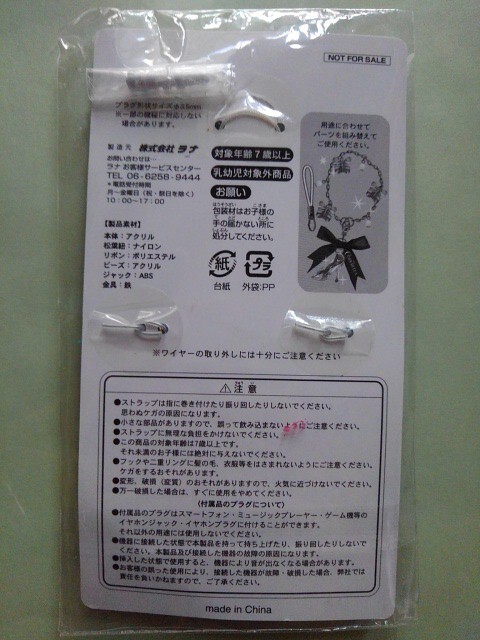 NOT FOR SALE
プラグ形状サイズφ3.5mm
※一部の機種に対応しない
場合があります。
製造元 株式会社 ラナ
お問い合わせは…
ラナ お客様サービスセンター
TEL 06-6258-9444
*電話受付時間
月～金曜日(祝・祭日を除く)
10:00～17:00
【製品素材】
本体:アクリル
松葉紐:ナイロン
リボン:ポリエステル
ビーズ:アクリル
ジャック:ABS
金具:鉄
対象年齢7歳以上
乳幼児対象外商品
お願い
包装材はお子様の
手の届かない所に
処分してください。
紙
プラ
台紙
外袋:PP
用途に合わせて
パーツを組み替えて
ご使用ください。
※ワイヤーの取り外しには十分にご注意ください
⚠注意
●ストラップは指に巻き付けたり振り回したりしないでください。
思わぬケガの原因になります。
●小さな部品がありますので、誤って飲み込まないようにご注意ください。
●ストラップに無理な負担をかけないでください。
●この商品の対象年齢は7歳以上です。
それ未満のお子様には絶対に与えないでください。
●フックや二重リングに髪の毛、衣服等をはさまれないようにご注意ください。
ケガをするおそれがあります。
●変形、破損(変質)のおそれがありますので、火気に近づけないでください。
●万一破損した場合は、すぐに使用をやめてください。
〈付属品のプラグについて〉
●付属品のプラグはスマートフォン・ミュージックプレーヤー・ゲーム機等の
イヤホンジャック・イヤホンプラグに付けることができます。
それ以外の用途には使用しないでください。
●機器に接続した状態で本製品を持って持ち上げたり、振り回したりしないで
ください。本製品及び接続した機器の故障の原因になります。
●挿入した状態で使用すると、機器により音が出なくなる場合があります。
●お客様の誤った使用により、接続した機器が故障・破損した場合、弊社では
責任を負いかねますので、ご了承ください。
made in China